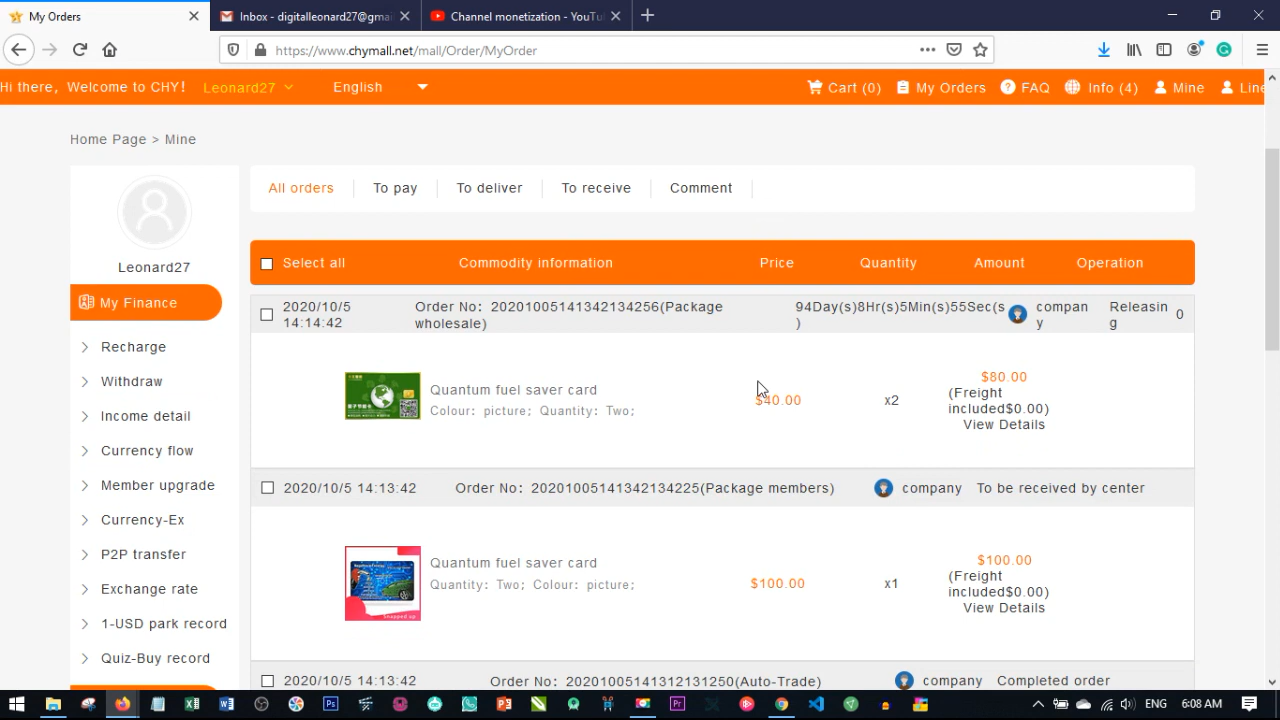 My Orders
Inbox - digitalleonard27@gmai
Channel monetization - YouTu
https://www.chymall.net/mall/Order/MyOrder
Hi there, Welcome to CHY! Leonard27 English Cart (0) My Orders FAQ Info (4) Mine Line
Home Page > Mine
All orders To pay To deliver To receive Comment
Leonard27
Select all Commodity information Price Quantity Amount Operation
My Finance
Recharge
Withdraw
Income detail
Currency flow
Member upgrade
Currency-Ex
P2P transfer
Exchange rate
1-USD park record
Quiz-Buy record
2020/10/5 Order No: 20201005141342134256(Package 94Day(s)8Hr(s)5Min(s)55Sec(s compan Releasin 0
14:14:42 wholesale) ) y g
Quantum fuel saver card
Colour: picture; Quantity: Two;
$40.00
x2
$80.00
(Freight
included$0.00)
View Details
2020/10/5 14:13:42 Order No: 20201005141342134225(Package members) company To be received by center
Quantum fuel saver card
Quantity: Two; Colour: picture;
$100.00
x1
$100.00
(Freight
included$0.00)
View Details
2020/10/5 14:13:42 Order No: 20201005141312131250(Auto-Trade) company Completed order
ENG 6:08 AM